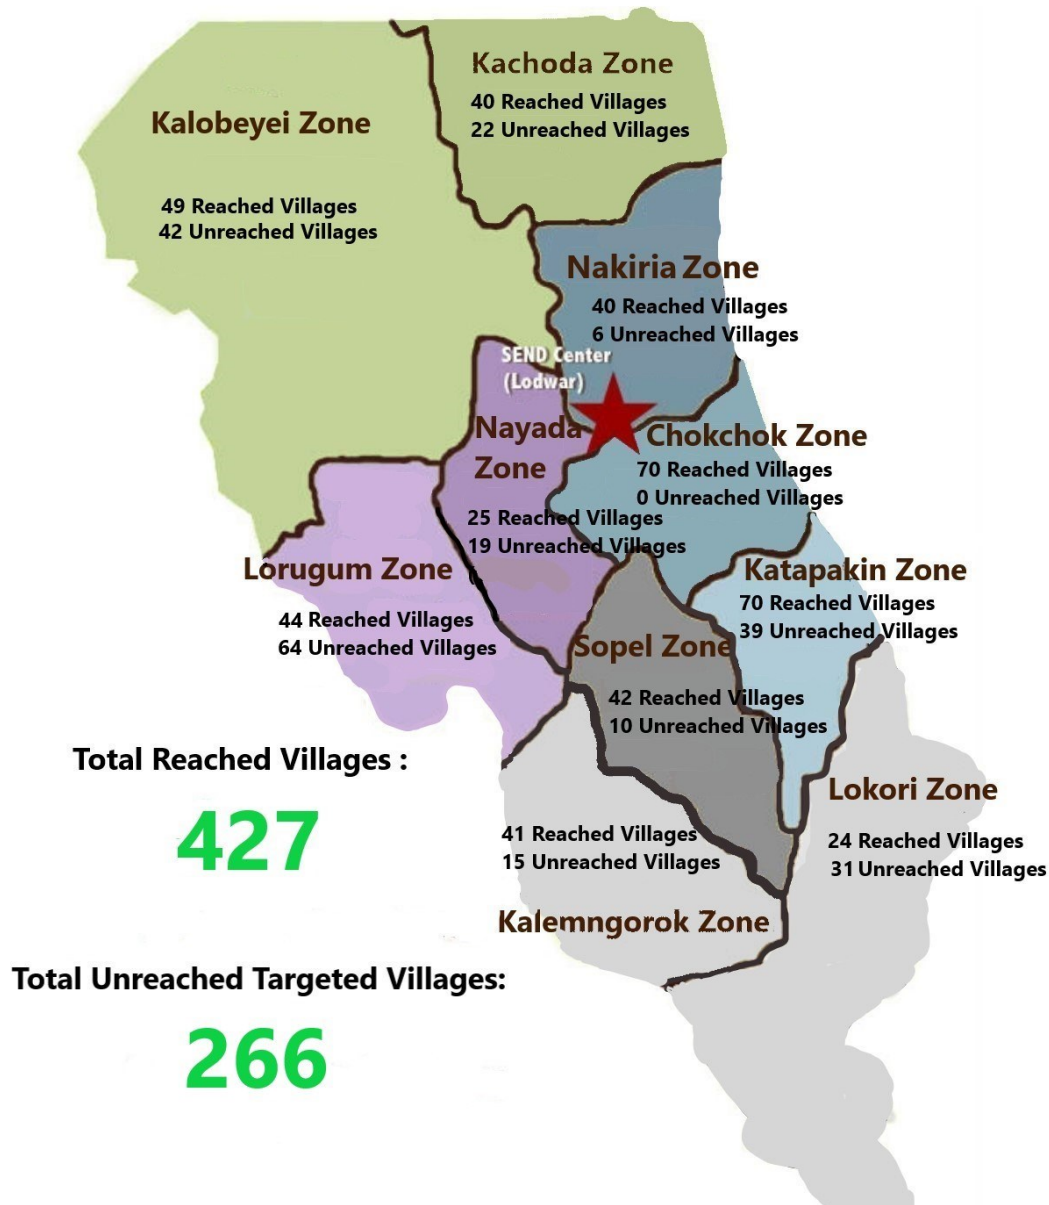 Kachoda Zone
40 Reached Villages
22 Unreached Villages
Kalobeyei Zone
49 Reached Villages
42 Unreached Villages
Nakiria Zone
40 Reached Villages
6 Unreached Villages
SEND Center
(Lodwar)
Nayada
Zone
25 Reached Villages
19 Unreached Villages
Chokchok Zone
70 Reached Villages
0 Unreached Villages
Lorugum Zone
44 Reached Villages
64 Unreached Villages
Katapakin Zone
70 Reached Villages
39 Unreached Villages
Sopel Zone
42 Reached Villages
10 Unreached Villages
Total Reached Villages :
427
Lokori Zone
24 Reached Villages
31 Unreached Villages
41 Reached Villages
15 Unreached Villages
Kalemngorok Zone
Total Unreached Targeted Villages:
266